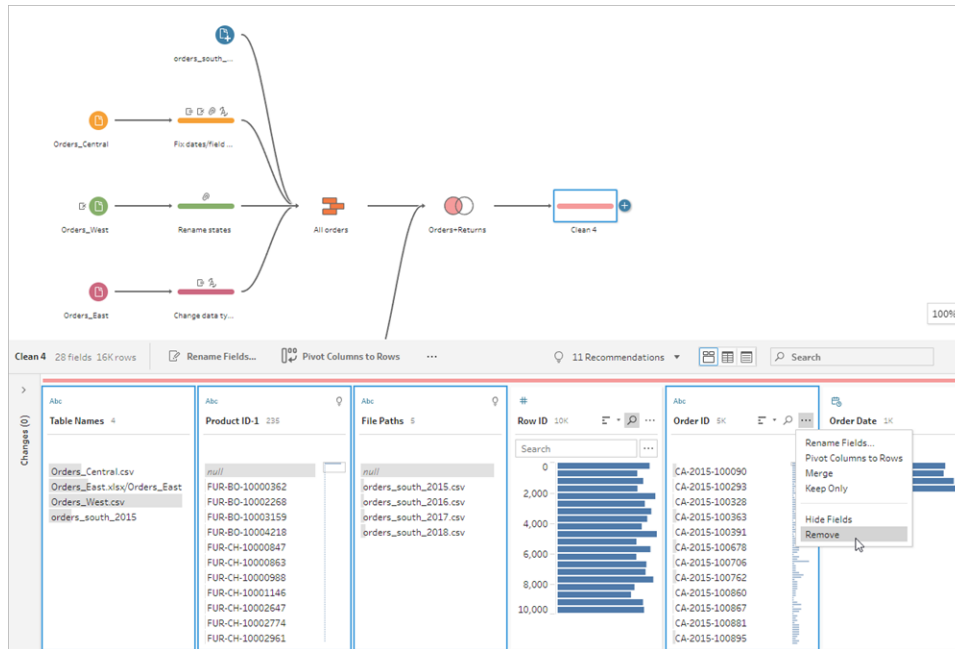 orders_south_...
Orders_Central
Fix dates/field ...
Orders_West
Rename states
All orders
Orders+Returns
Clean 4
Orders_East
Change data ty...
100%
Clean 4 28 fields 16K rows
Rename Fields...
Pivot Columns to Rows
...
11 Recommendations
Search
Changes (0)
Abc
Table Names 4
Orders_Central.csv
Orders_East.xlsx/Orders_East
Orders_West.csv
orders_south_2015
Abc
Product ID-1 236
null
FUR-BO-10000362
FUR-BO-10002268
FUR-BO-10003159
FUR-BO-10004218
FUR-CH-10000847
FUR-CH-10000863
FUR-CH-10000988
FUR-CH-10001146
FUR-CH-10002647
FUR-CH-10002774
FUR-CH-10002961
Abc
File Paths 5
null
orders_south_2015.csv
orders_south_2016.csv
orders_south_2017.csv
orders_south_2018.csv
#
Row ID 10K
Search
0
2,000
4,000
6,000
8,000
10,000
Abc
Order ID 5K
CA-2015-100090
CA-2015-100293
CA-2015-100328
CA-2015-100363
CA-2015-100391
CA-2015-100678
CA-2015-100706
CA-2015-100762
CA-2015-100860
CA-2015-100867
CA-2015-100881
CA-2015-100895
Order Date 1K
Rename Fields...
Pivot Columns to Rows
Merge
Keep Only
Hide Fields
Remove